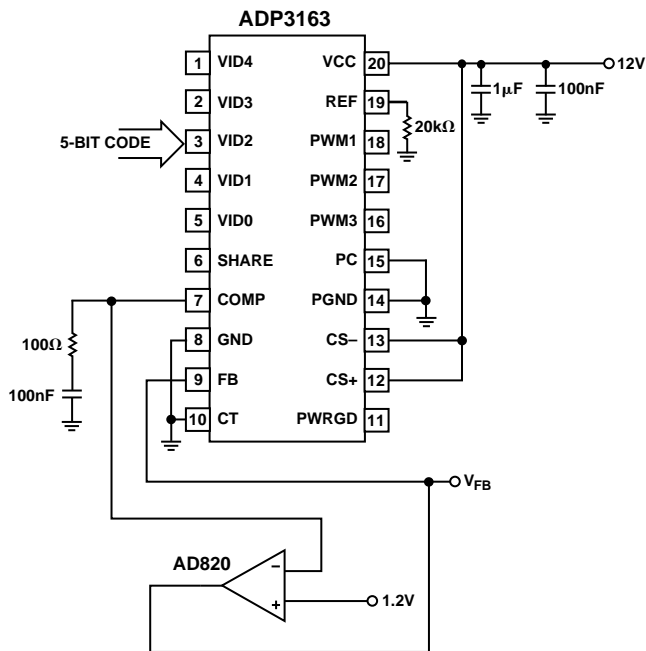 ADP3163
1 VID4 VCC 20 12V
1µF 100nF
2 VID3 REF 19
20kΩ
5-BIT CODE 3 VID2 PWM1 18
4 VID1 PWM2 17
5 VID0 PWM3 16
6 SHARE PC 15
7 COMP PGND 14
100Ω 8 GND CS– 13
100nF 9 FB CS+ 12
10 CT PWRGD 11
VFB
AD820
–
+ 1.2V